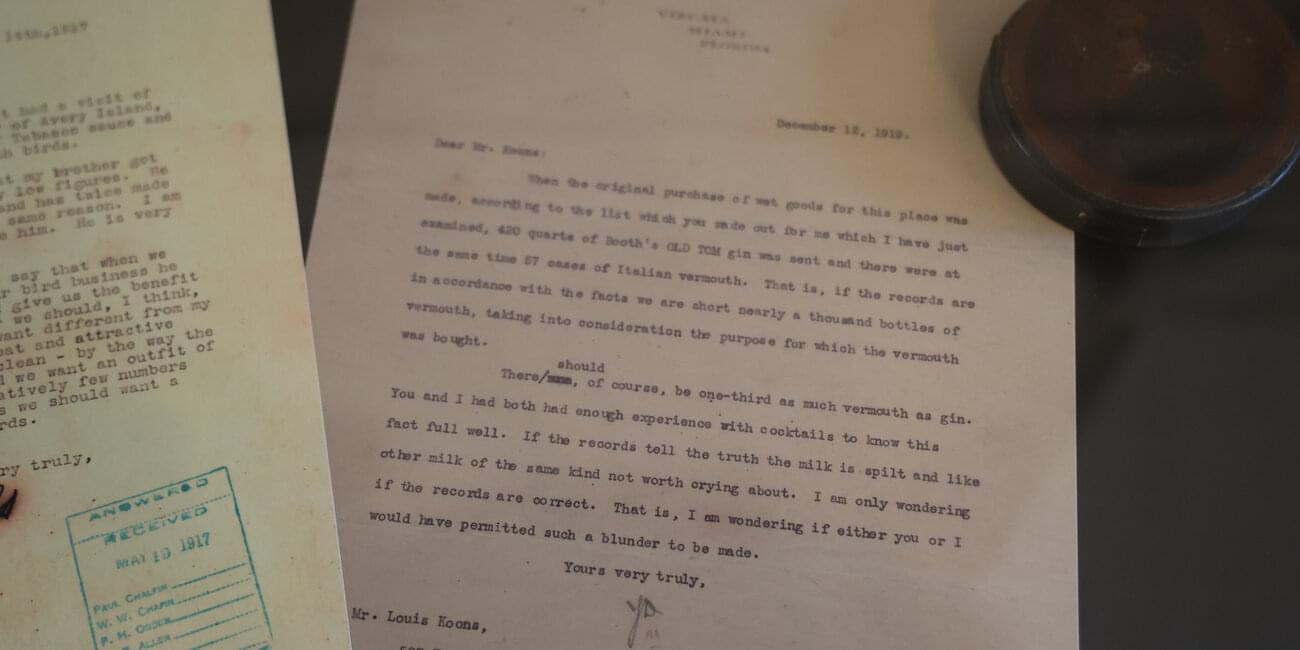 14th, 1917
t had a visit of
of Avery Island,
Tobasco sauce and
h birds.
t my brother got
y low figures. He
and has twice made
same reason. I am
o him. He is very
say that when we
r bird business he
give us the benefit
we should, I think,
want different from my
eat and attractive
clean - by the way the
d we want an outfit of
atively few numbers
s we should want a
rds.
ry truly,
ANSWERED
RECEIVED
MAY 19 1917
PAUL CHALFIN
W. W. CHAPIN
P. H. OGDEN
ALLEN
VIZCAYA
MIAMI
FLORIDA
December 12, 1919.
Dear Mr. Koons:
When the original purchase of wet goods for this place was
made, according to the list which you made out for me which I have just
examined, 420 quarts of Booth's OLD TOM gin was sent and there were at
the same time 57 cases of Italian vermouth. That is, if the records are
in accordance with the facts we are short nearly a thousand bottles of
vermouth, taking into consideration the purpose for which the vermouth
was bought.
should
There/, of course, be one-third as much vermouth as gin.
You and I had both had enough experience with cocktails to know this
fact full well. If the records tell the truth the milk is spilt and like
other milk of the same kind not worth crying about. I am only wondering
if the records are correct. That is, I am wondering if either you or I
would have permitted such a blunder to be made.
Yours very truly,
Mr. Louis Koons,